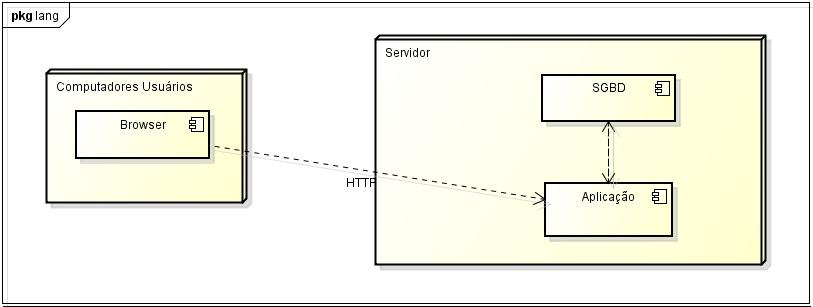 pkg lang
Servidor
Computadores Usuários
SGBD
Browser
HTTP
Aplicação